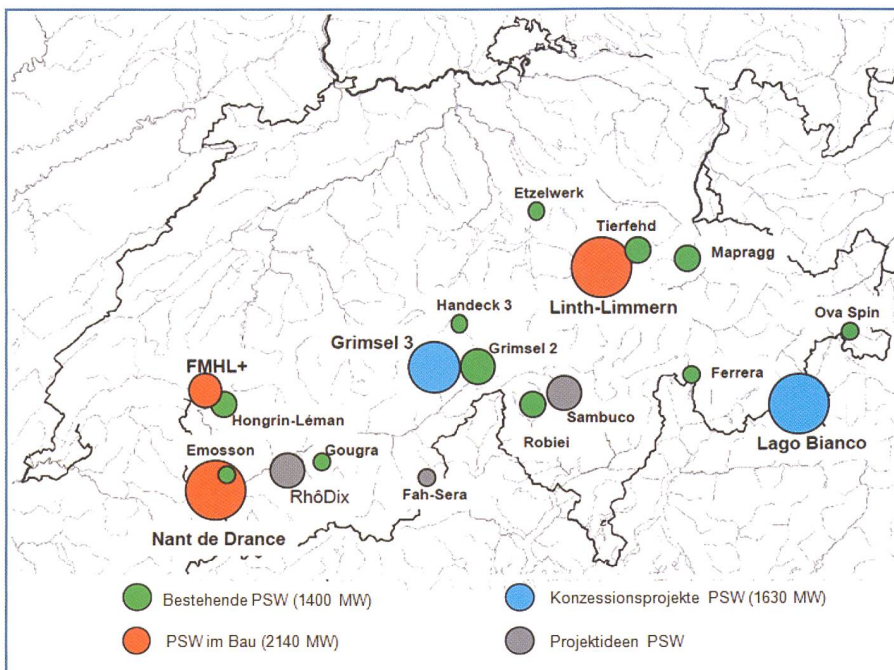 Etzelwerk
Tierfehd
Mapragg
Linth-Limmern
Handeck 3
Ova Spin
Grimsel 3
Grimsel 2
FMHL+
Ferrera
Hongrin-Léman
Sambuco
Robiei
Lago Bianco
Emosson
Gougra
RhôDix
Fah-Sera
Nant de Drance
Bestehende PSW (1400 MW)
Konzessionsprojekte PSW (1630 MW)
PSW im Bau (2140 MW)
Projektideen PSW